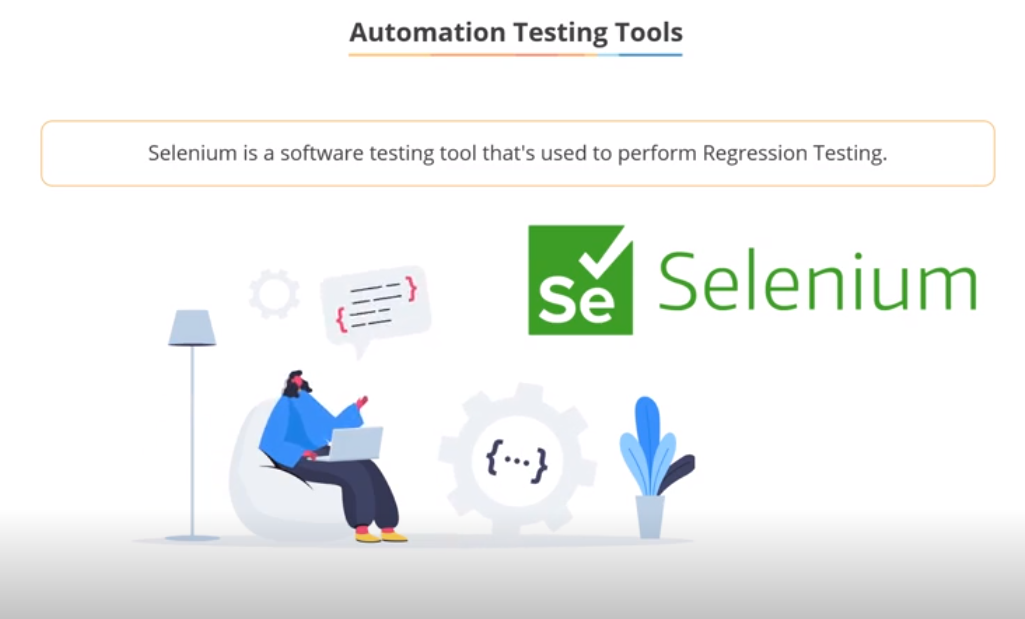 Automation Testing Tools
Selenium is a software testing tool that's used to perform Regression Testing.
Se Selenium
{...}